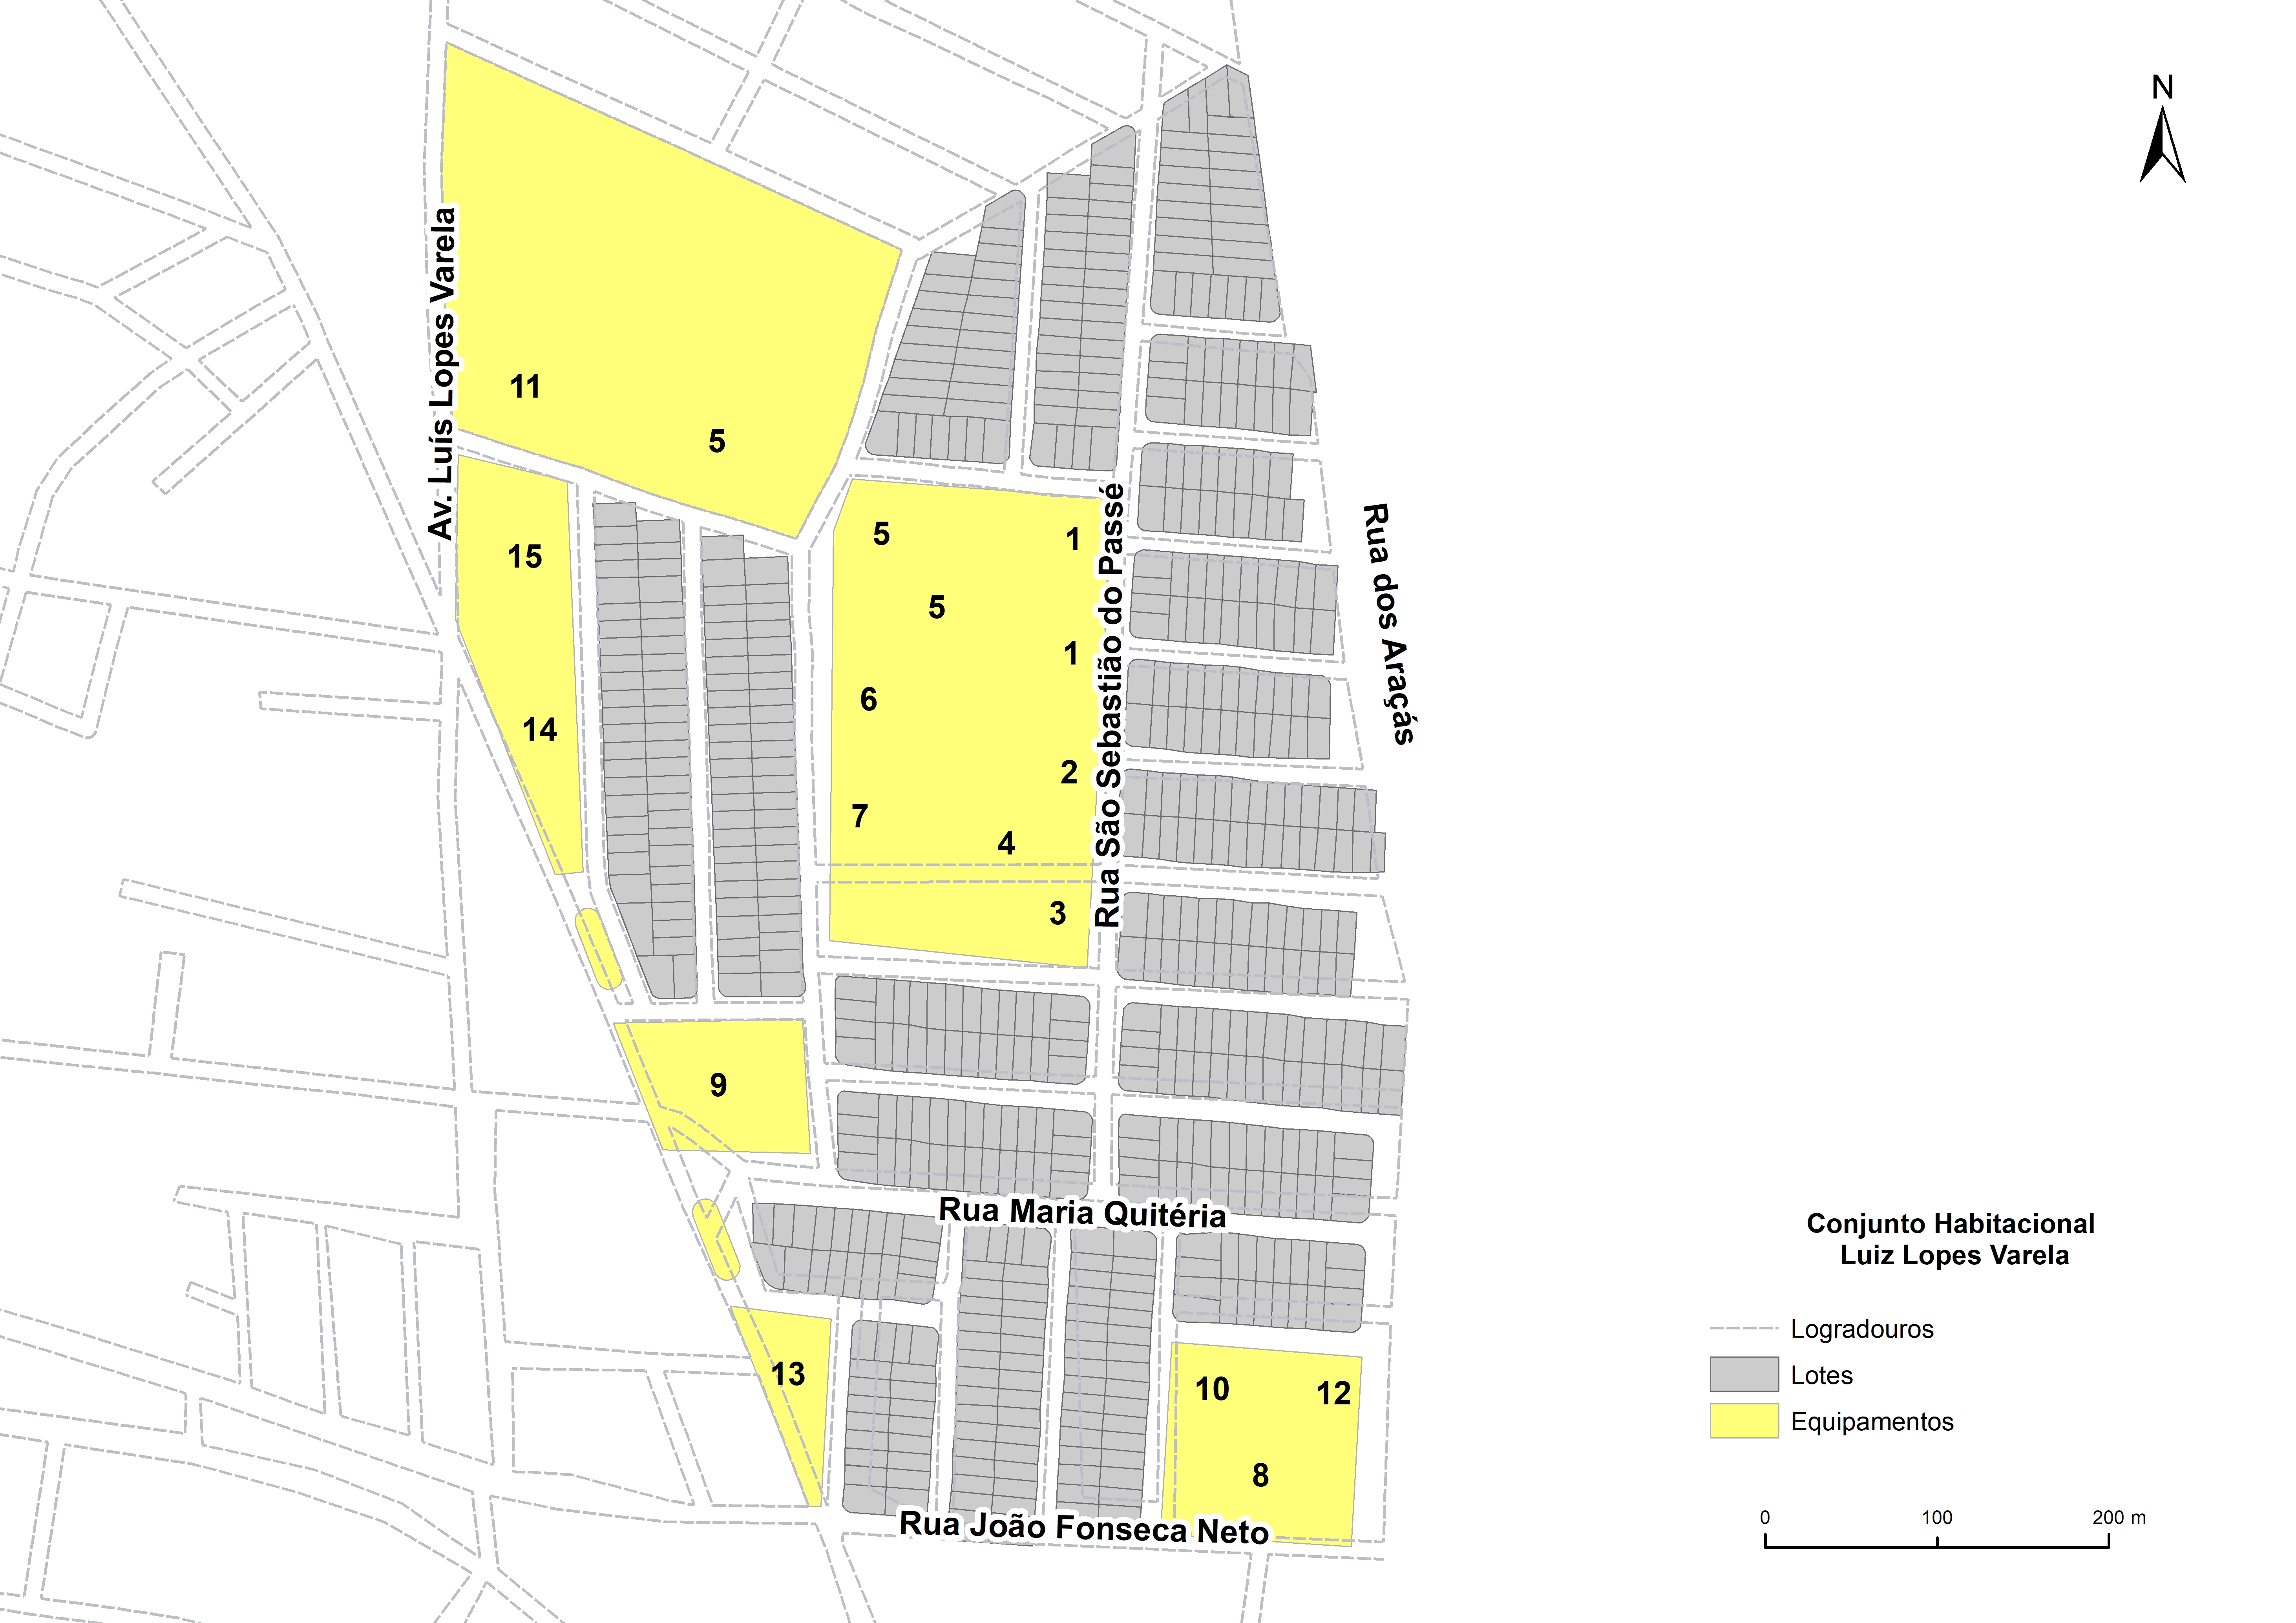 N
Av. Luís Lopes Varela
11
5
15
14
5
1
5
1
6
2
7
4
3
Rua São Sebastião do Passé
Rua dos Araçás
9
Rua Maria Quitéria
13
10
12
8
Rua João Fonseca Neto
Conjunto Habitacional
Luiz Lopes Varela
Logradouros
Lotes
Equipamentos
0 100 200 m